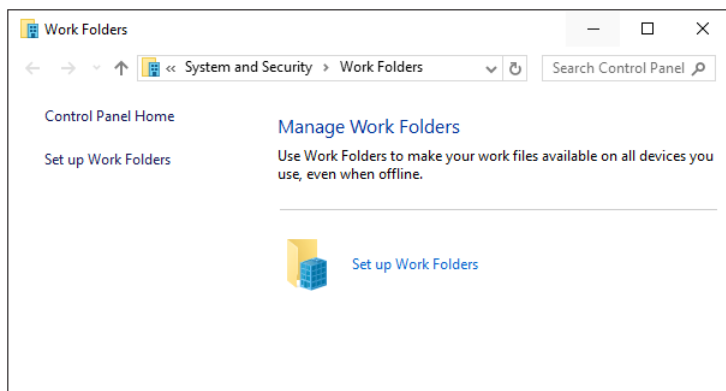 Work Folders
« System and Security > Work Folders
Search Control Panel
Control Panel Home
Set up Work Folders
Manage Work Folders
Use Work Folders to make your work files available on all devices you
use, even when offline.
Set up Work Folders